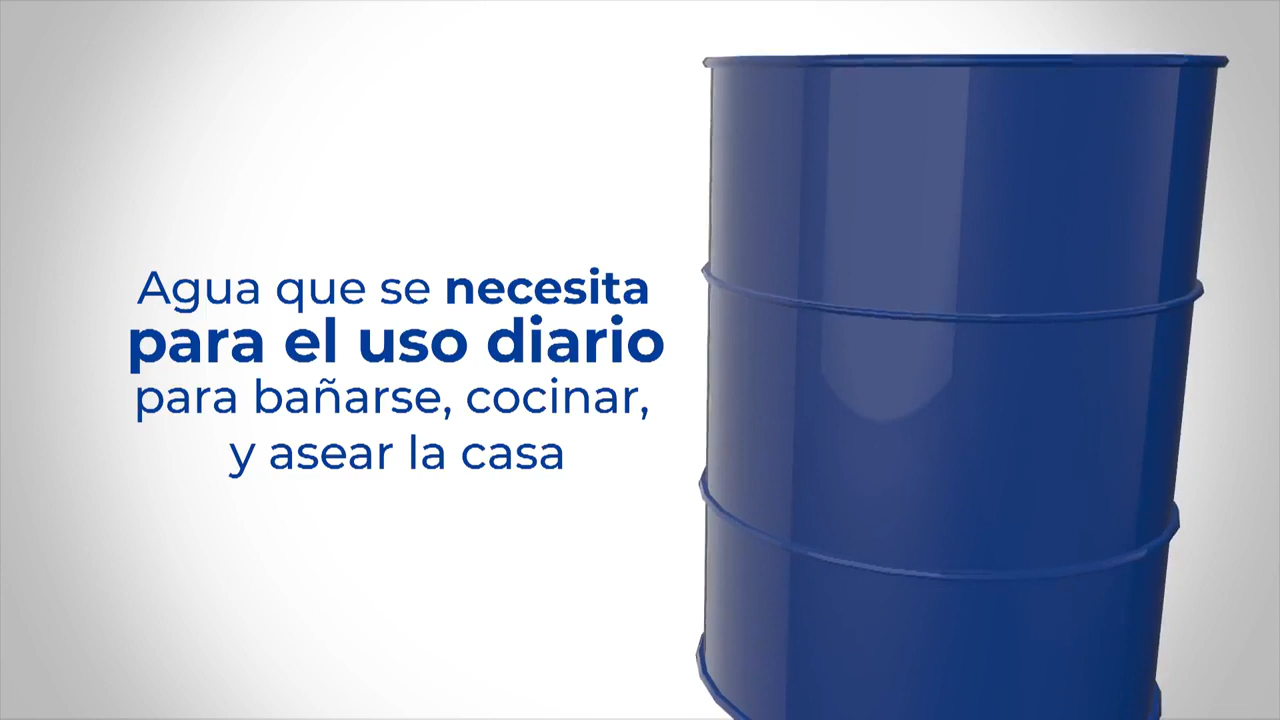 Agua que se necesita
para el uso diario
para bañarse, cocinar,
y asear la casa